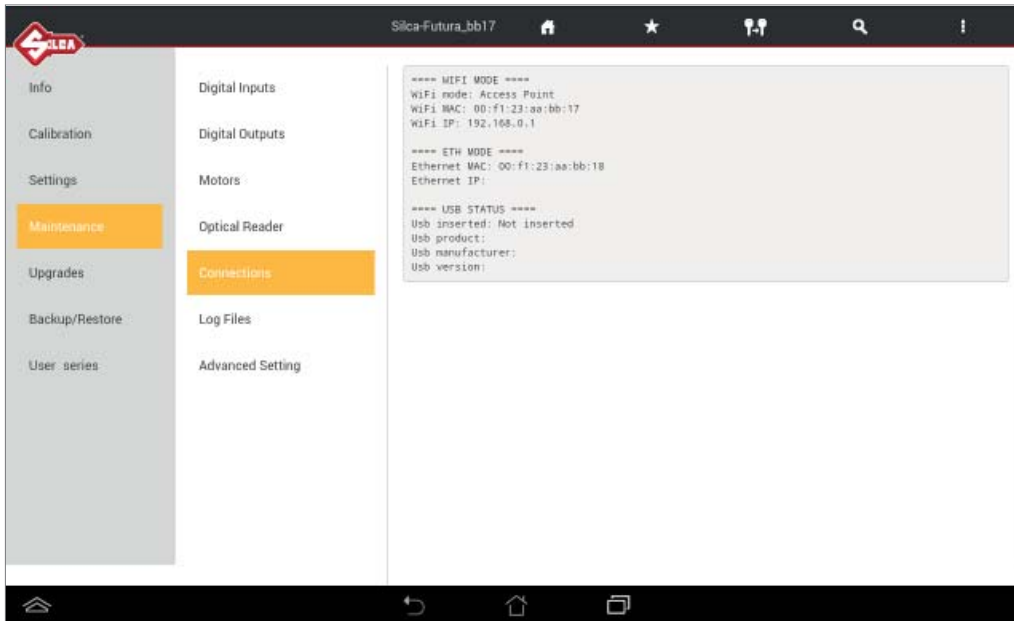 SILCA
Silca-Futura_bb17
Info
Calibration
Settings
Maintenance
Upgrades
Backup/Restore
User series
Digital Inputs
Digital Outputs
Motors
Optical Reader
Connections
Log Files
Advanced Setting
==== WIFI MODE ====
WiFi mode: Access Point
WiFi MAC: 00:f1:23:aa:bb:17
WiFi IP: 192.168.0.1
==== ETH MODE ====
Ethernet MAC: 00:f1:23:aa:bb:18
Ethernet IP:
==== USB STATUS ====
Usb inserted: Not inserted
Usb product:
Usb manufacturer:
Usb version: